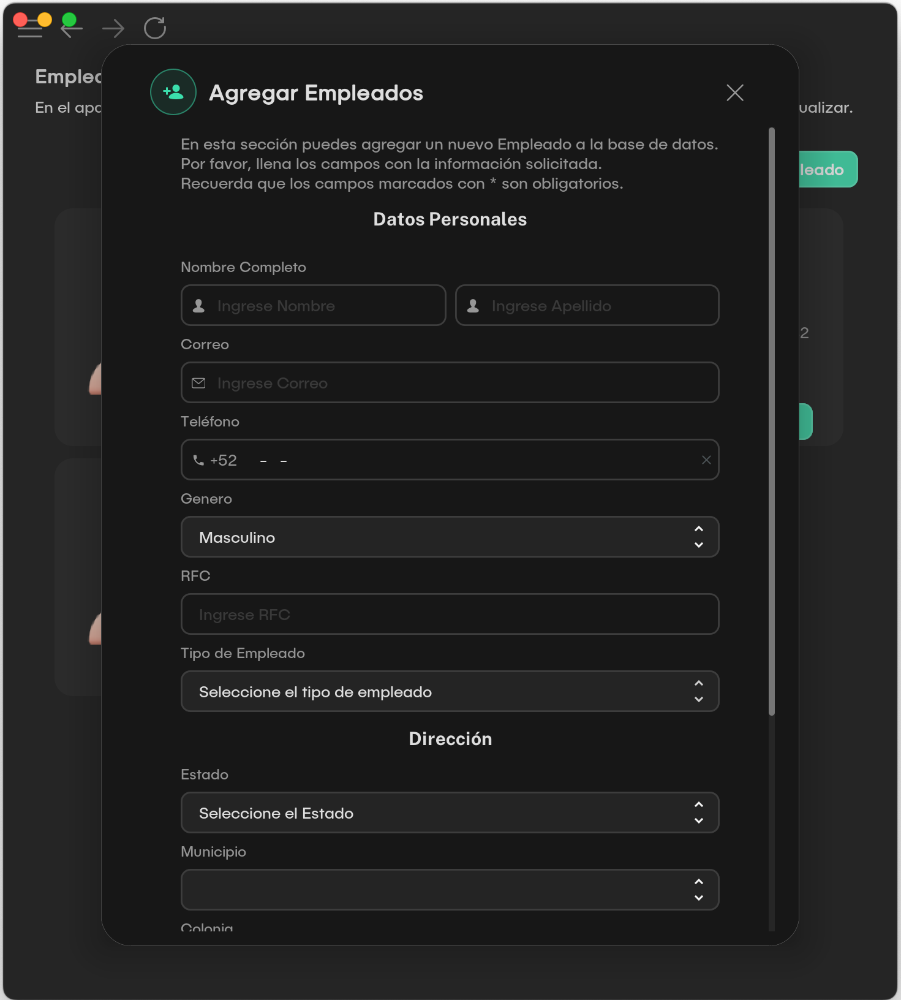 Agregar Empleados
En el
ualizar.
En esta sección puedes agregar un nuevo Empleado a la base de datos.
Por favor, llena los campos con la información solicitada.
Recuerda que los campos marcados con * son obligatorios.
leado
Datos Personales
Nombre Completo
Ingrese Nombre
Ingrese Apellido
2
Correo
Ingrese Correo
Teléfono
+52 - -
Genero
Masculino
RFC
Ingrese RFC
Tipo de Empleado
Seleccione el tipo de empleado
Dirección
Estado
Seleccione el Estado
Municipio
Colonia